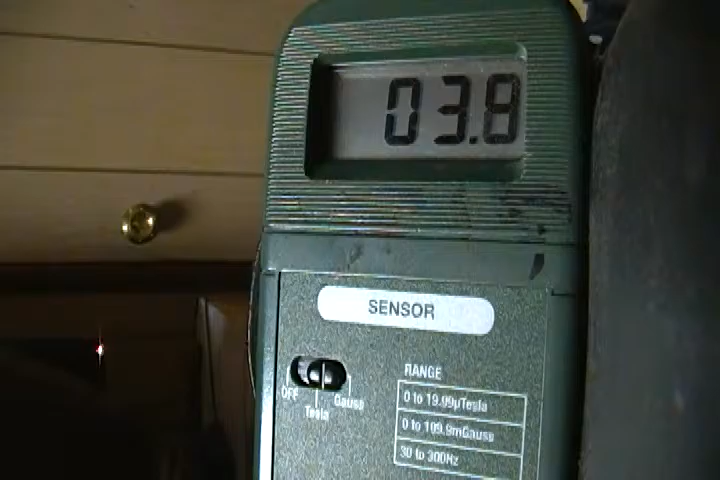 03.8
SENSOR
OFF
Tesla
Gauss
RANGE
0 to 19.99µTesla
0 to 199.9mGauss
30 to 300Hz